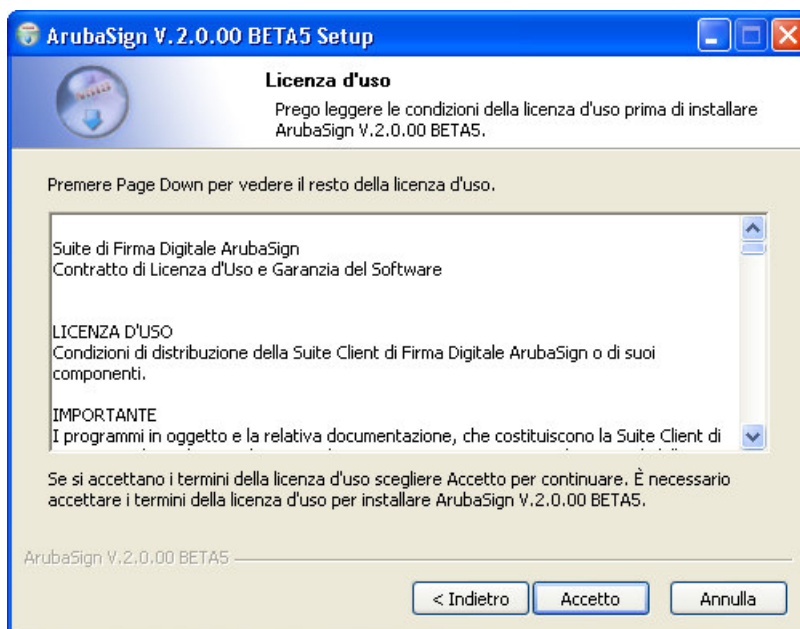 ArubaSign V.2.0.00 BETA5 Setup
Licenza d'uso
Prego leggere le condizioni della licenza d'uso prima di installare
ArubaSign V.2.0.00 BETA5.
Premere Page Down per vedere il resto della licenza d'uso.
Suite di Firma Digitale ArubaSign
Contratto di Licenza d'Uso e Garanzia del Software
LICENZA D'USO
Condizioni di distribuzione della Suite Client di Firma Digitale ArubaSign o di suoi
componenti.
IMPORTANTE
I programmi in oggetto e la relativa documentazione, che costituiscono la Suite Client di
Se si accettano i termini della licenza d'uso scegliere Accetto per continuare. È necessario
accettare i termini della licenza d'uso per installare ArubaSign V.2.0.00 BETA5.
ArubaSign V.2.0.00 BETA5
< Indietro Accetto Annulla